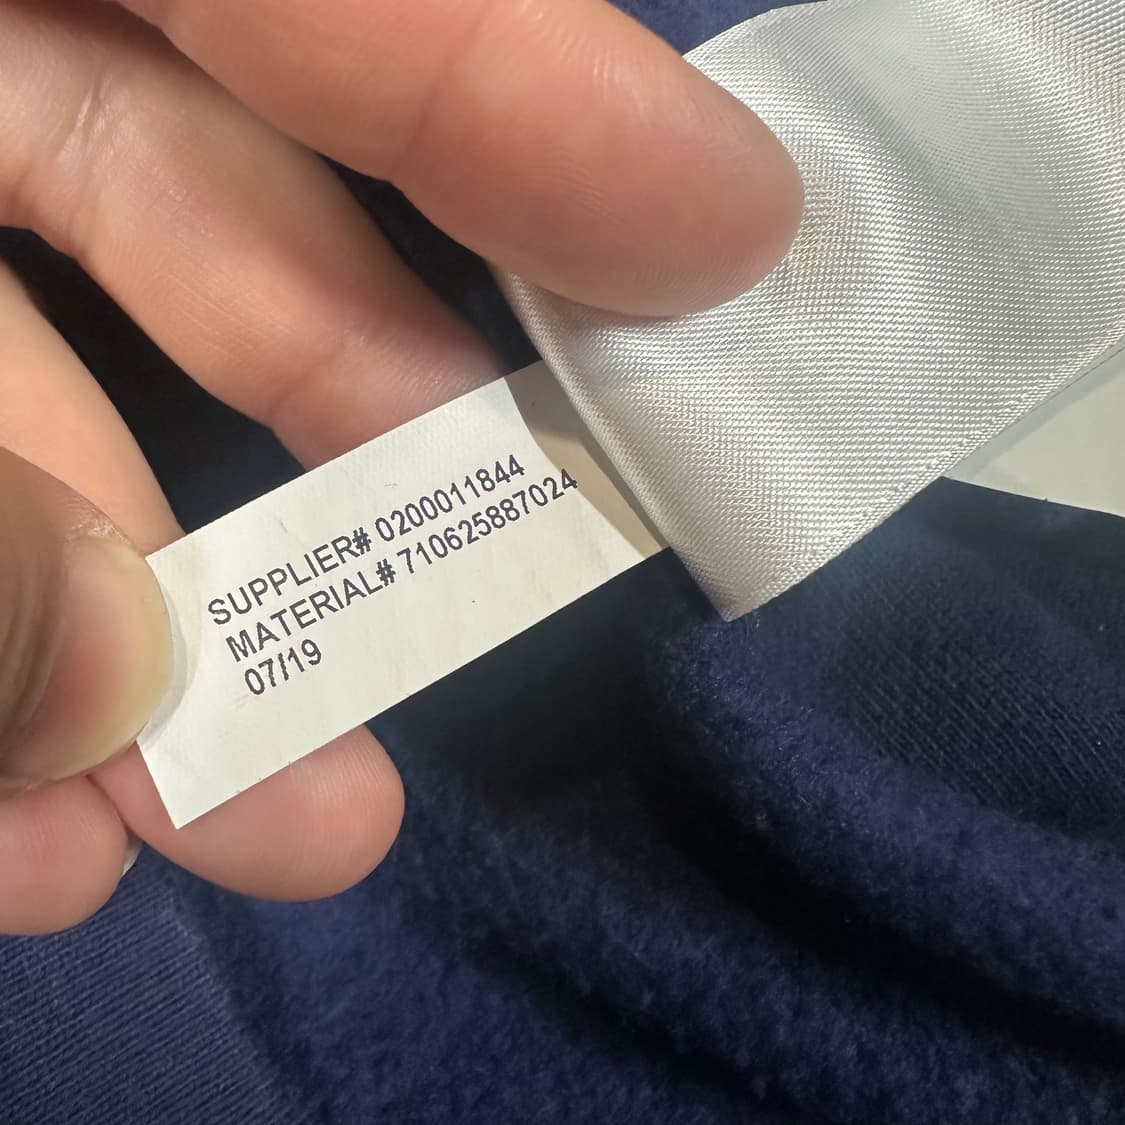 SUPPLIER# 0200011844
MATERIAL# 710625887024
07/19